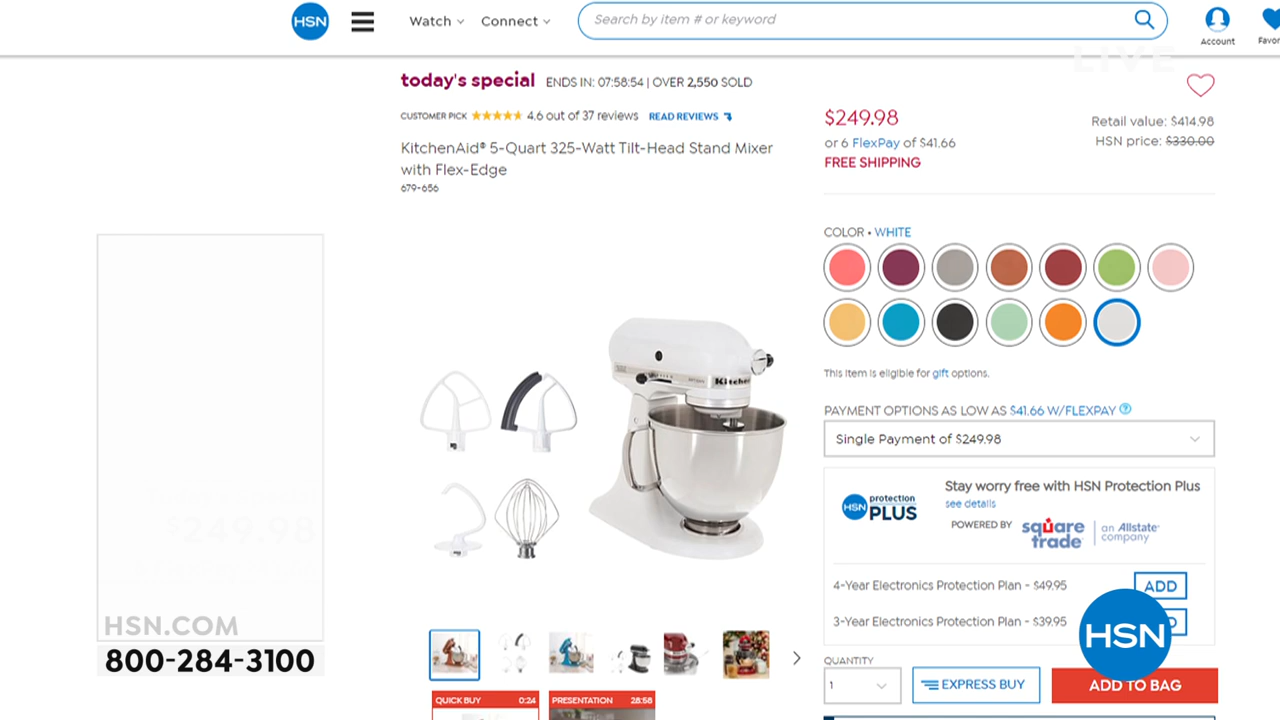 HSN
Watch
Connect
Search by item # or keyword
Account
Favor
LIVE
today's special ENDS IN: 07:58:54 | OVER 2,550 SOLD
CUSTOMER PICK 4.6 out of 37 reviews READ REVIEWS
KitchenAid® 5-Quart 325-Watt Tilt-Head Stand Mixer
with Flex-Edge
679-656
$249.98
or 6 FlexPay of $41.66
FREE SHIPPING
Retail value: $414.98
HSN price: $330.00
COLOR • WHITE
This item is eligible for gift options.
PAYMENT OPTIONS AS LOW AS $41.66 W/FLEXPAY ?
Single Payment of $249.98
HSN protection PLUS
Stay worry free with HSN Protection Plus
see details
POWERED BY square trade an Allstate company
4-Year Electronics Protection Plan - $49.95 ADD
3-Year Electronics Protection Plan - $39.95
HSN
QUANTITY
1
EXPRESS BUY
ADD TO BAG
Kitche
$249.98
HSN.COM
800-284-3100
QUICK BUY 0:24
PRESENTATION 28:58